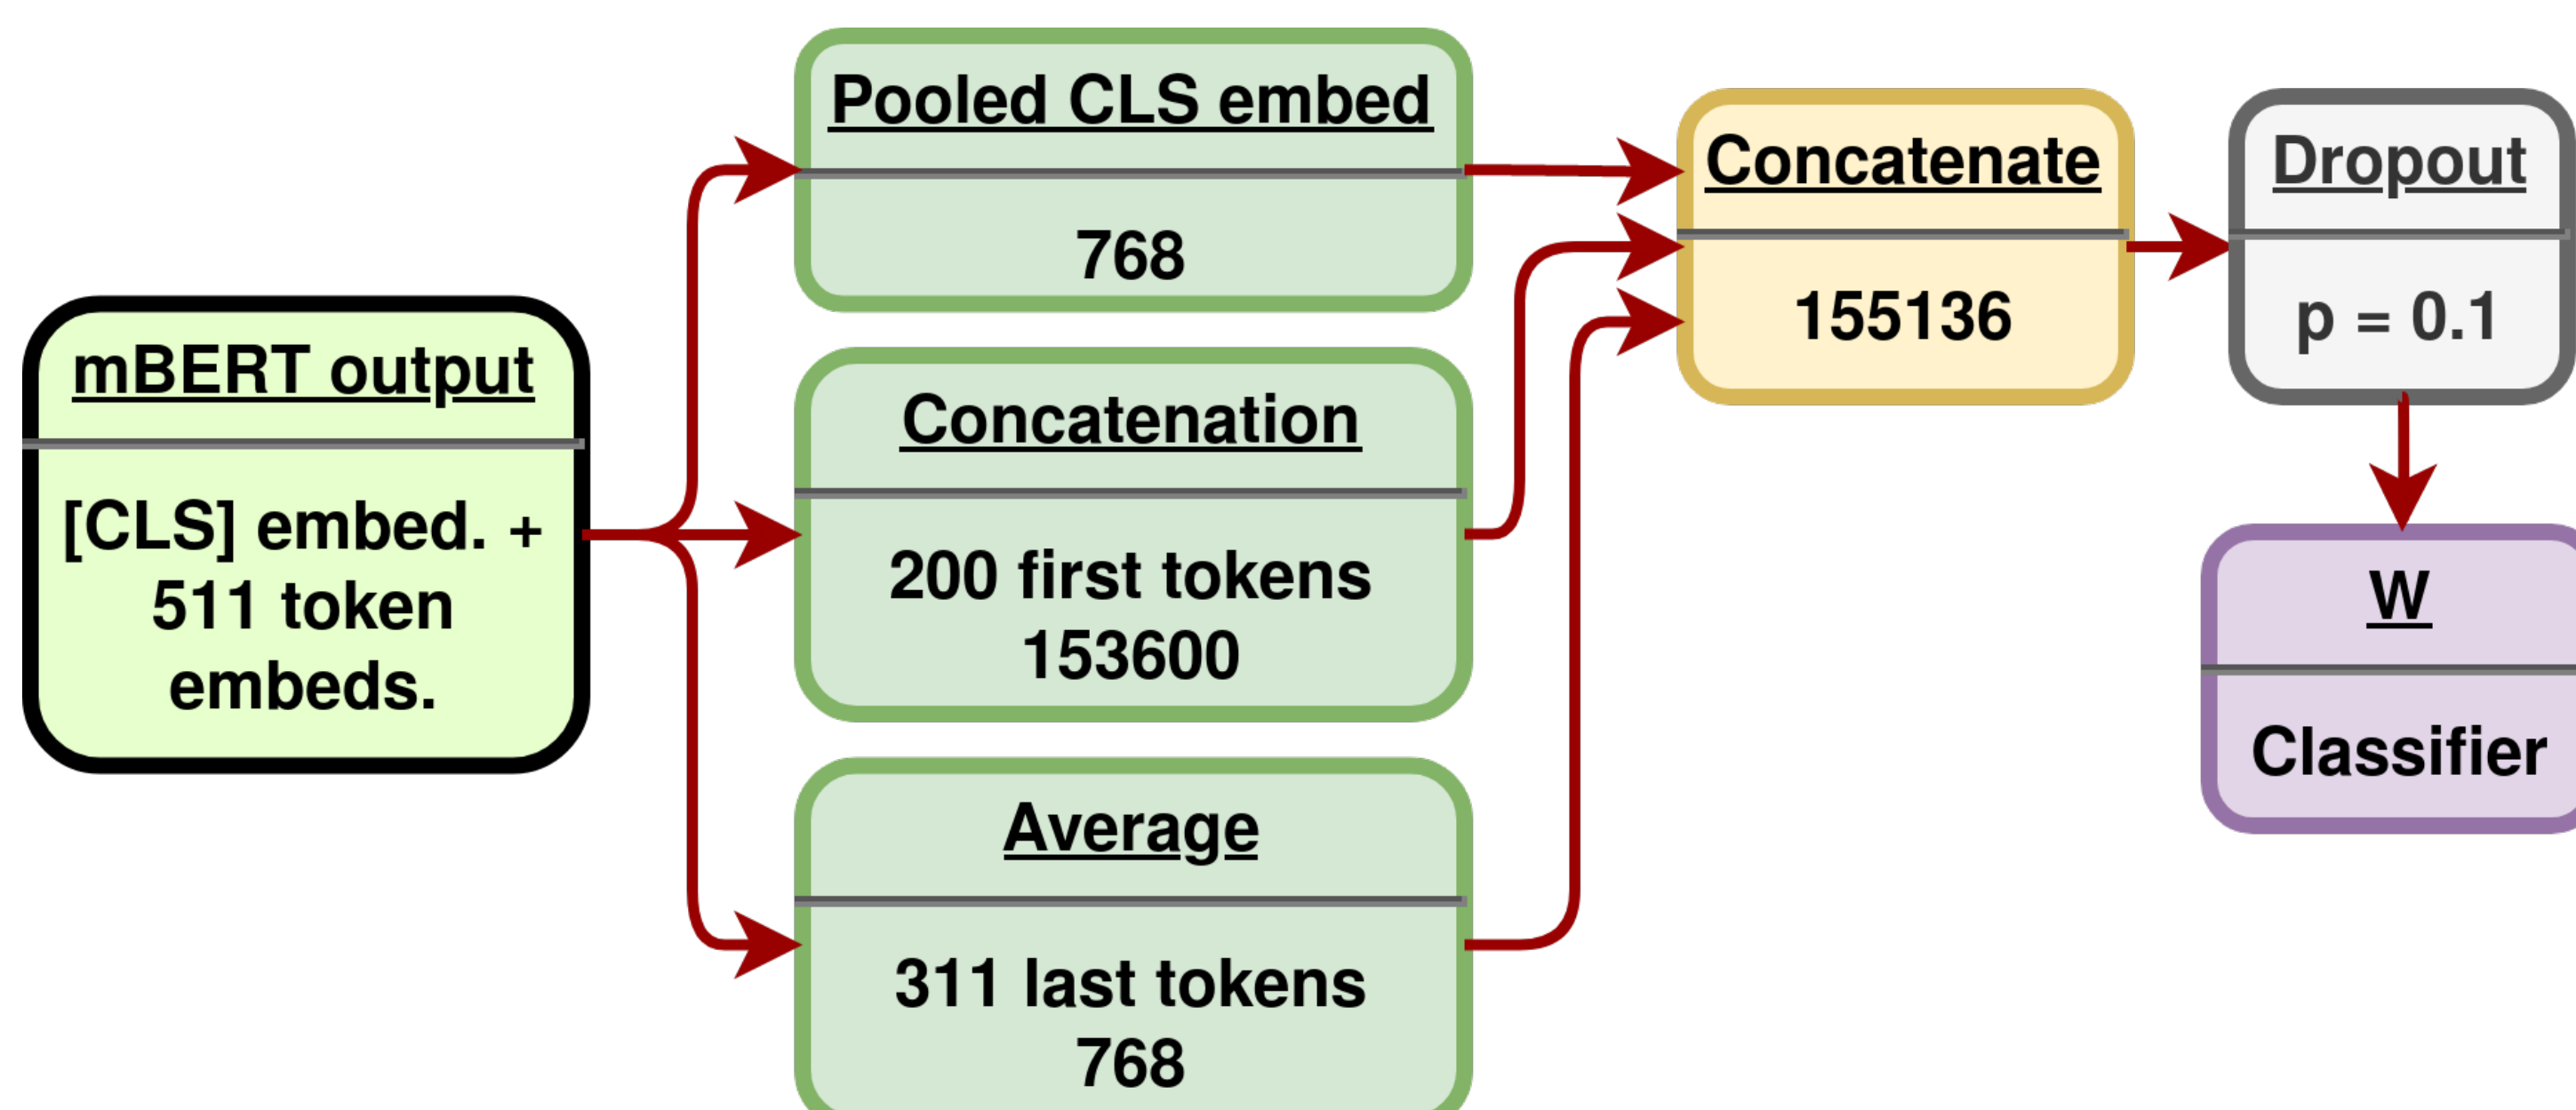 mBERT output
[CLS] embed. +
511 token
embeds.
Pooled CLS embed
768
Concatenation
200 first tokens
153600
Average
311 last tokens
768
Concatenate
155136
Dropout
p = 0.1
W
Classifier